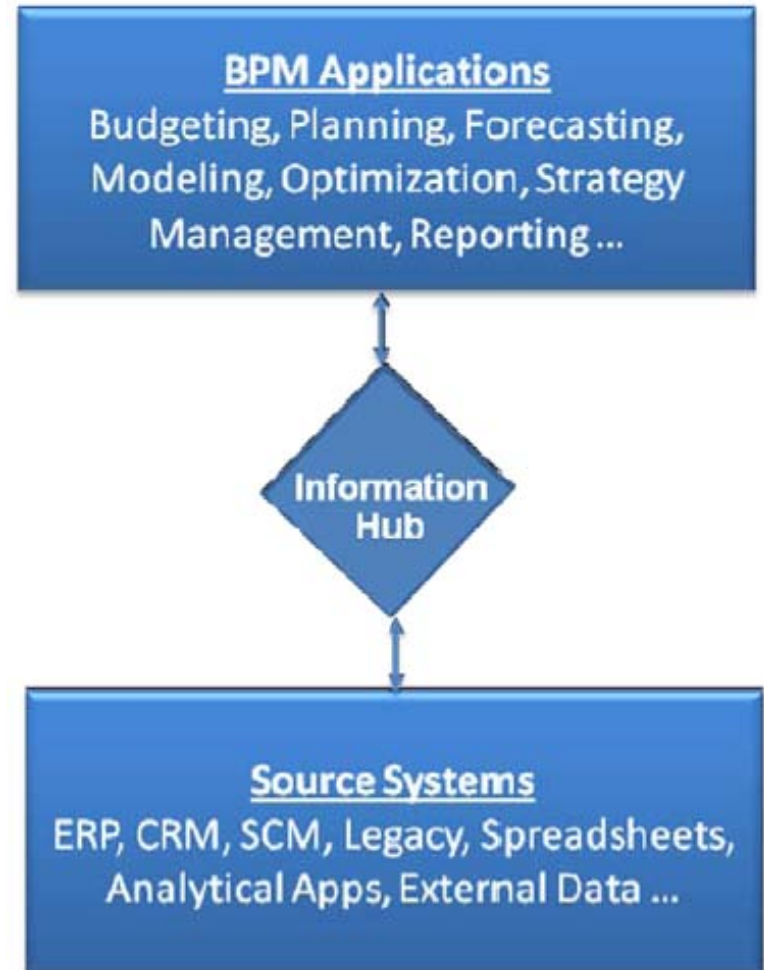 BPM Applications
Budgeting, Planning, Forecasting,
Modeling, Optimization, Strategy
Management, Reporting ...
Information
Hub
Source Systems
ERP, CRM, SCM, Legacy, Spreadsheets,
Analytical Apps, External Data ...